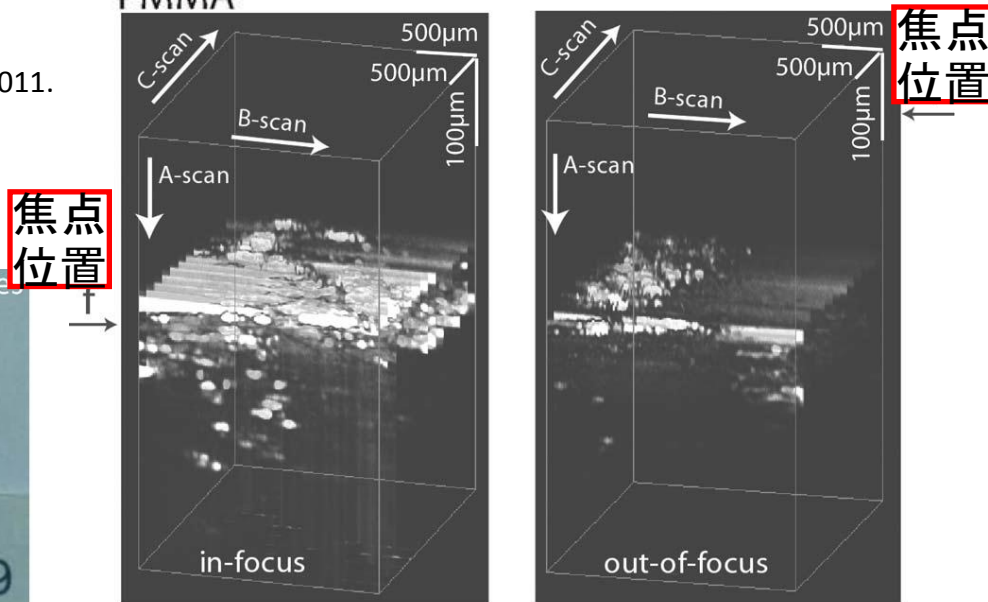 PMMA
011.
C-scan
500µm
500µm
100µm
B-scan
A-scan
焦点
位置
f
in-focus
9
C-scan
500µm
500µm
100µm
B-scan
A-scan
焦点
位置
out-of-focus